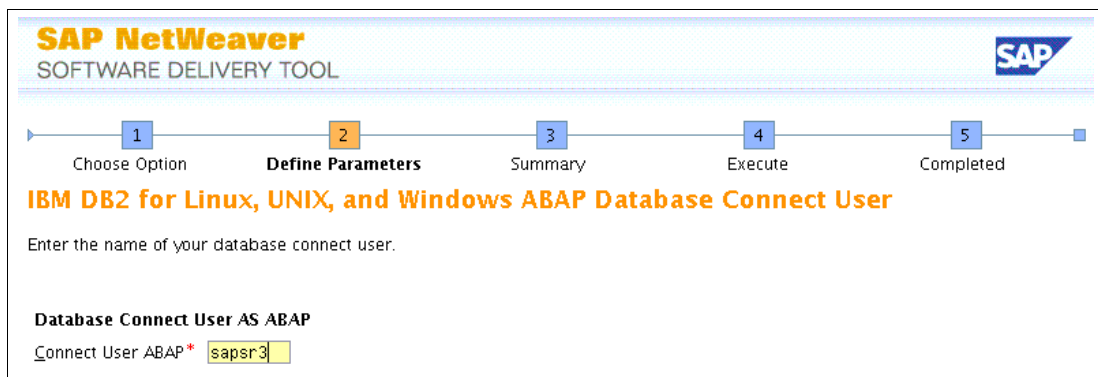 SAP NetWeaver
SOFTWARE DELIVERY TOOL
SAP
1 2 3 4 5
Choose Option Define Parameters Summary Execute Completed
IBM DB2 for Linux, UNIX, and Windows ABAP Database Connect User
Enter the name of your database connect user.
Database Connect User AS ABAP
Connect User ABAP* sapsr3